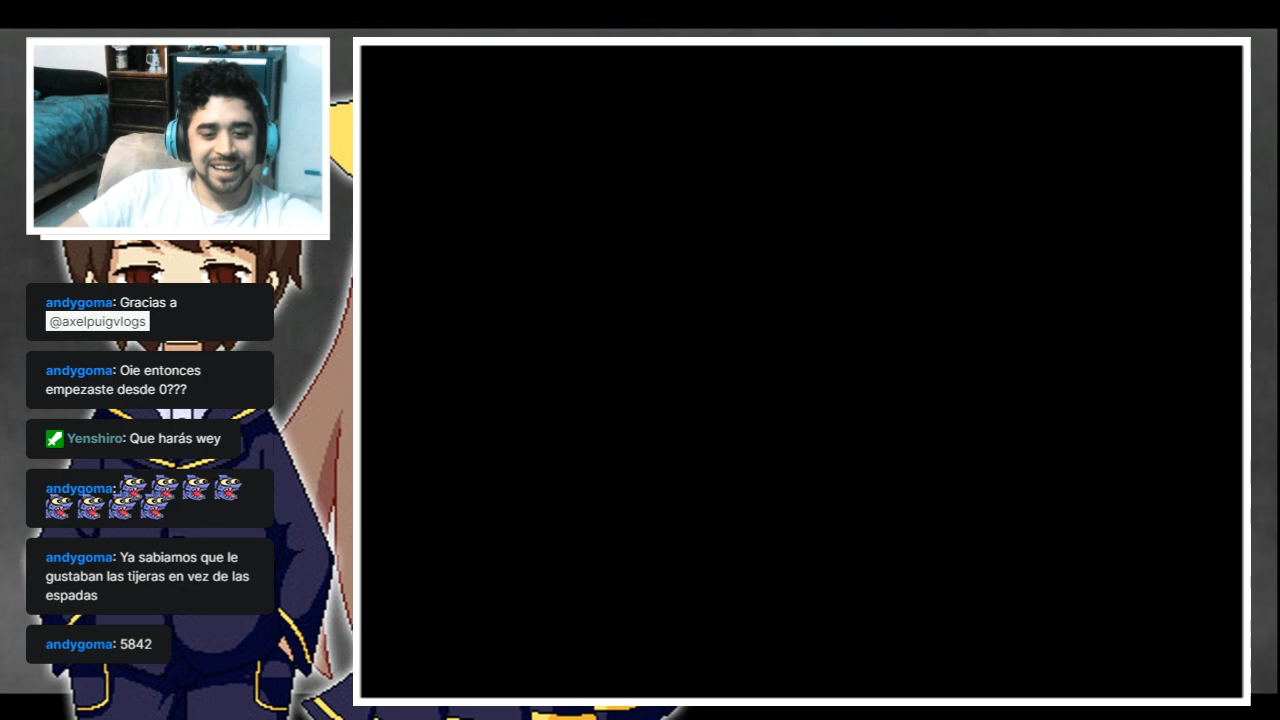 andygoma: Gracias a
@axelpuigvlogs
andygoma: Oie entonces
empezaste desde 0???
Yenshiro: Que harás wey
andygoma:
andygoma: Ya sabiamos que le
gustaban las tijeras en vez de las
espadas
andygoma: 5842